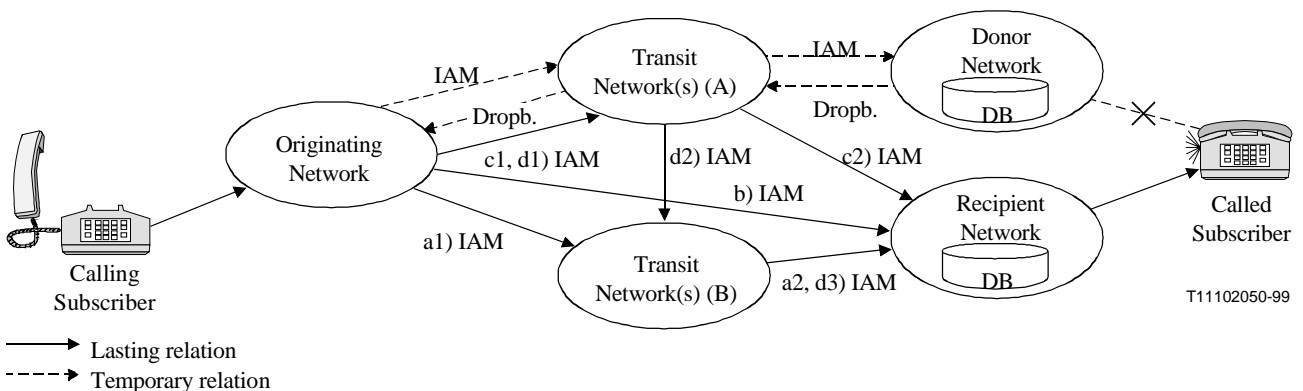 IAM
Transit
Network(s) (A)
IAM
Donor
Network
DB
Dropb.
Dropb.
Originating
Network
c1, d1) IAM
d2) IAM
c2) IAM
b) IAM
a1) IAM
Transit
Network(s) (B)
a2, d3) IAM
Recipient
Network
DB
Calling
Subscriber
Called
Subscriber
T11102050-99
Lasting relation
Temporary relation